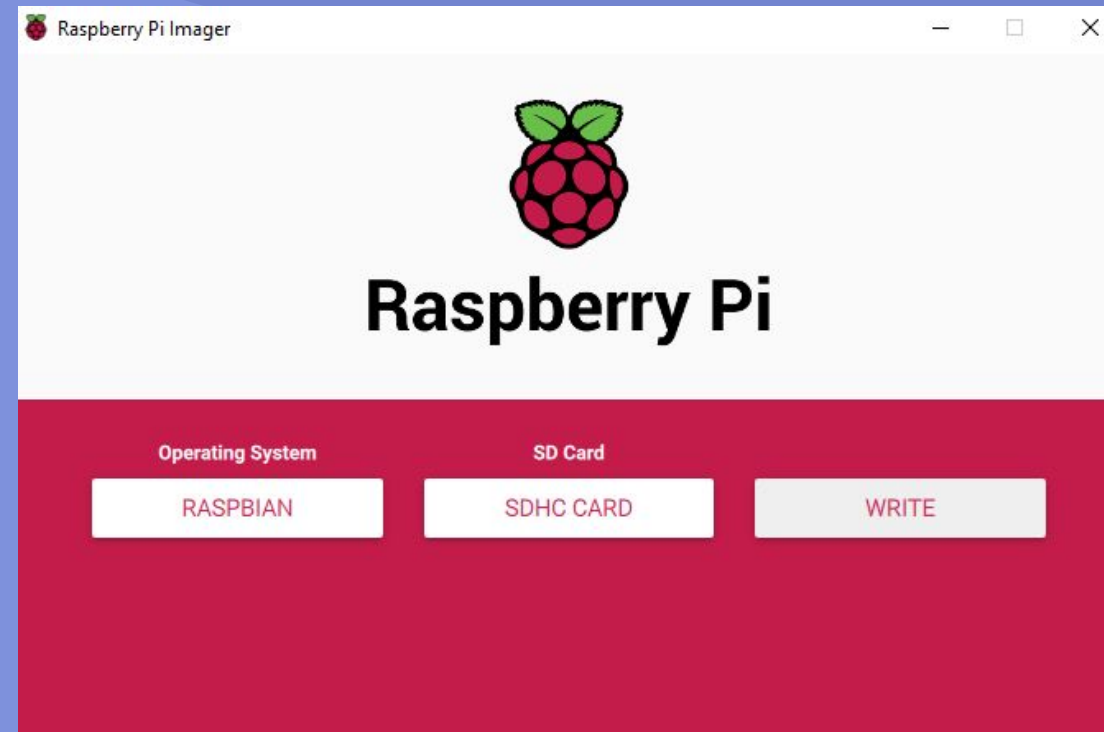 Raspberry Pi Imager
Raspberry Pi
Operating System
SD Card
RASPBIAN
SDHC CARD
WRITE